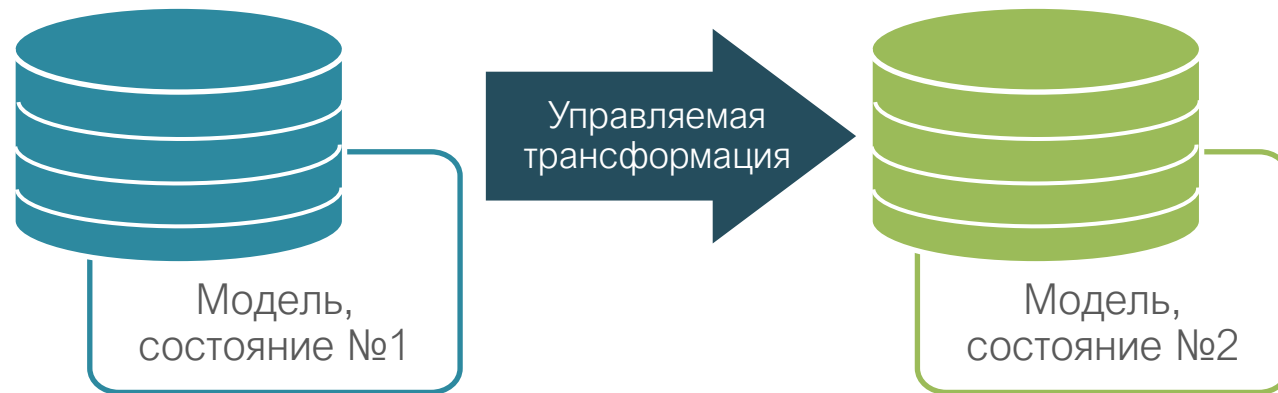 Управляемая
трансформация
Модель,
состояние №1
Модель,
состояние №2